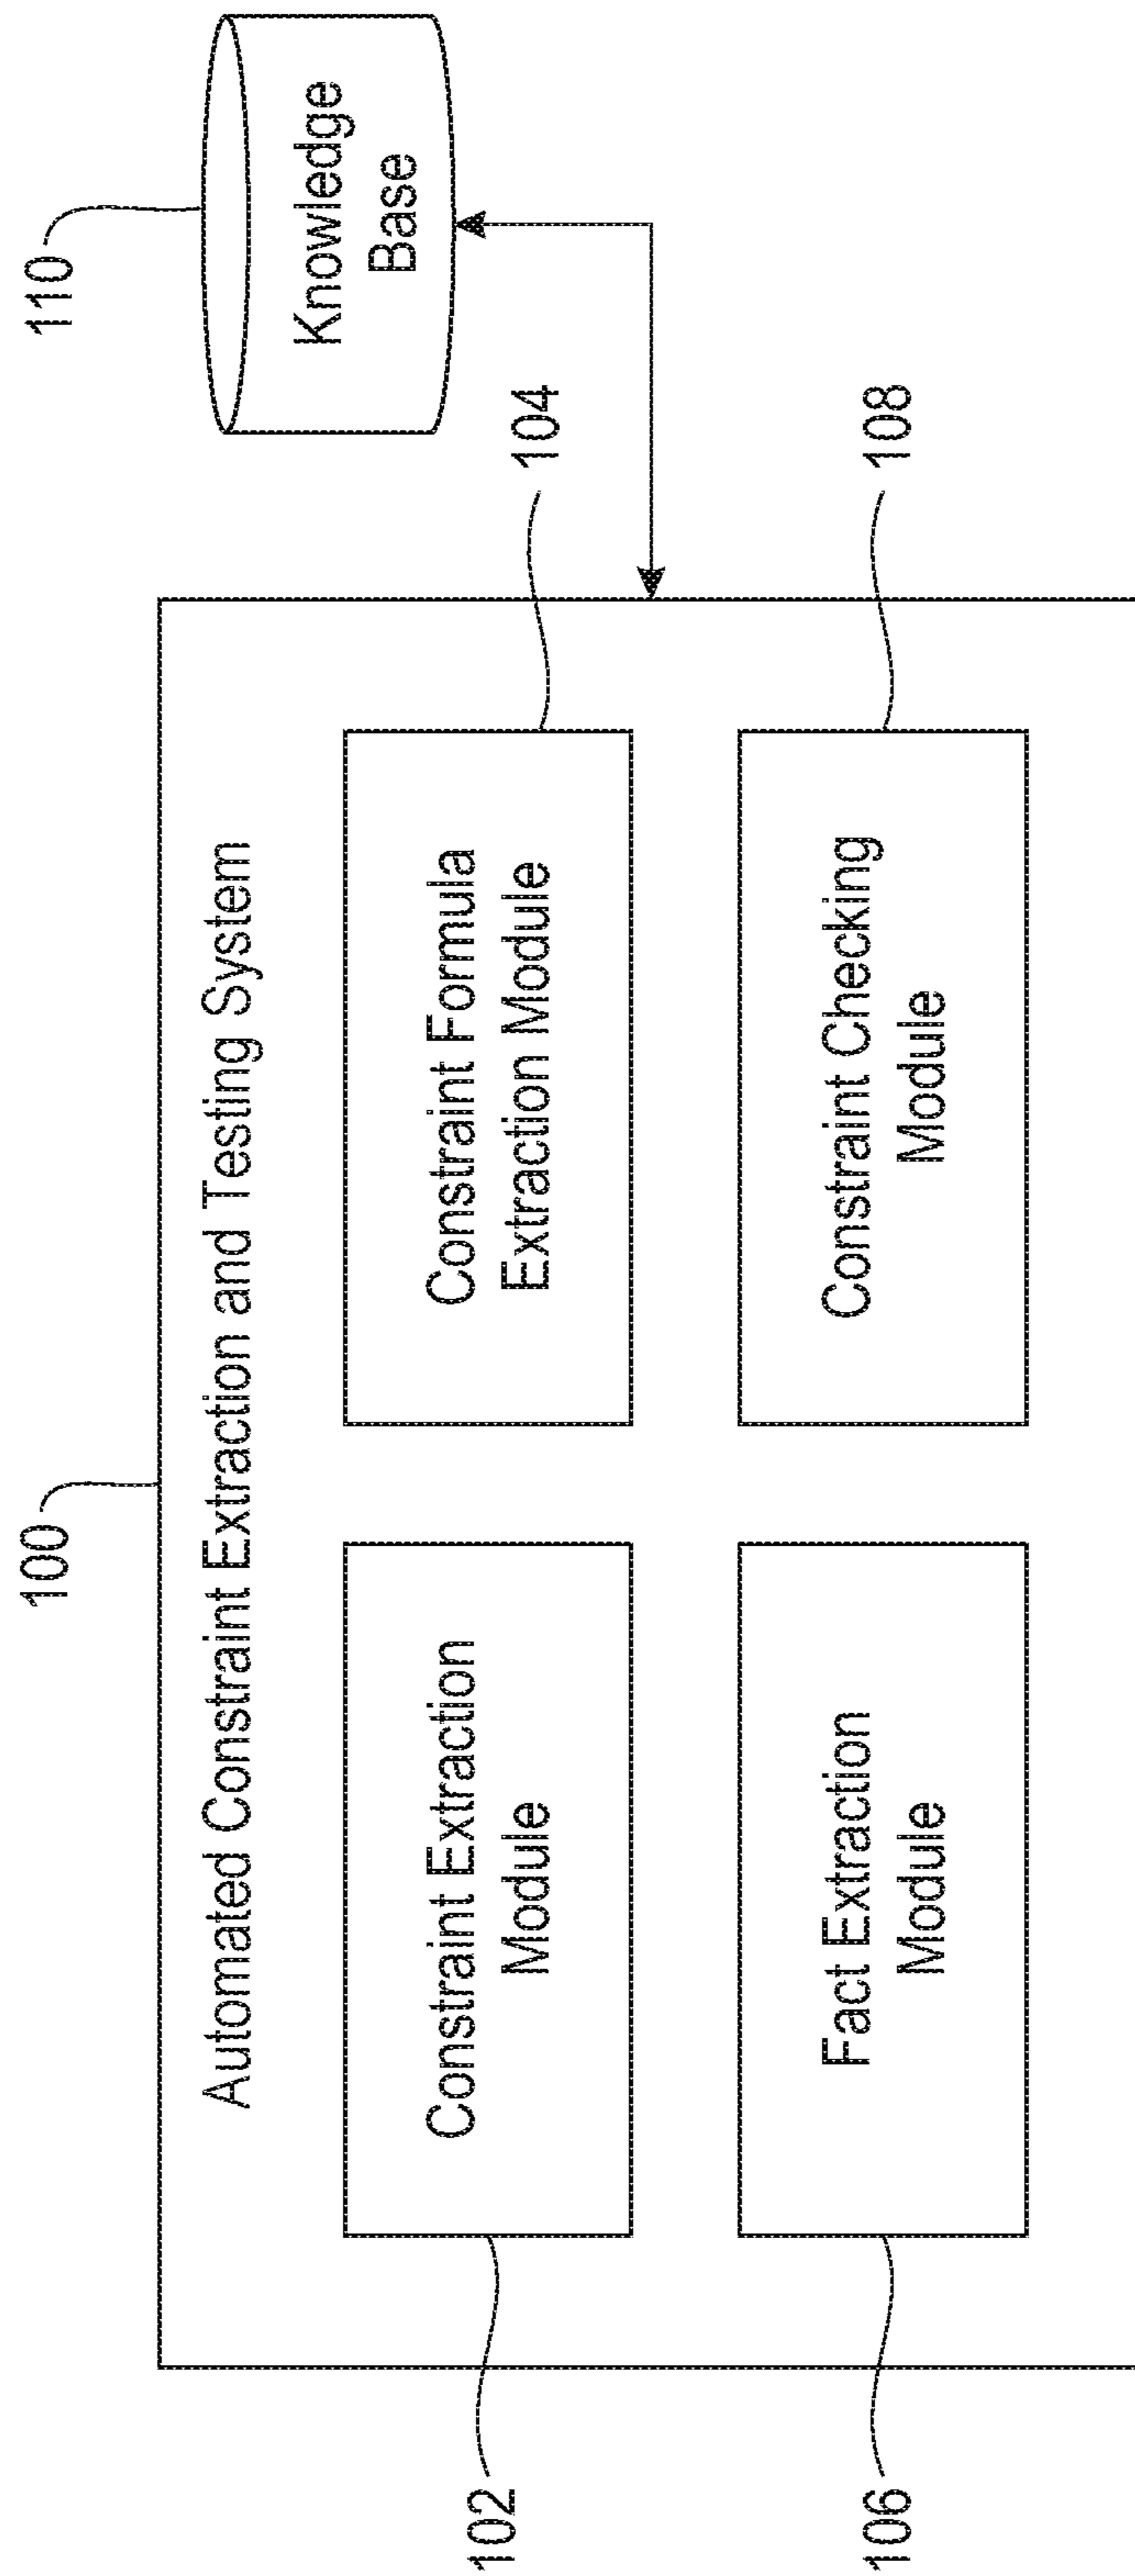 100
110
Automated Constraint Extraction and Testing System
Knowledge
Base
102
Constraint Extraction
Module
Constraint Formula
Extraction Module
104
106
Fact Extraction
Module
Constraint Checking
Module
108